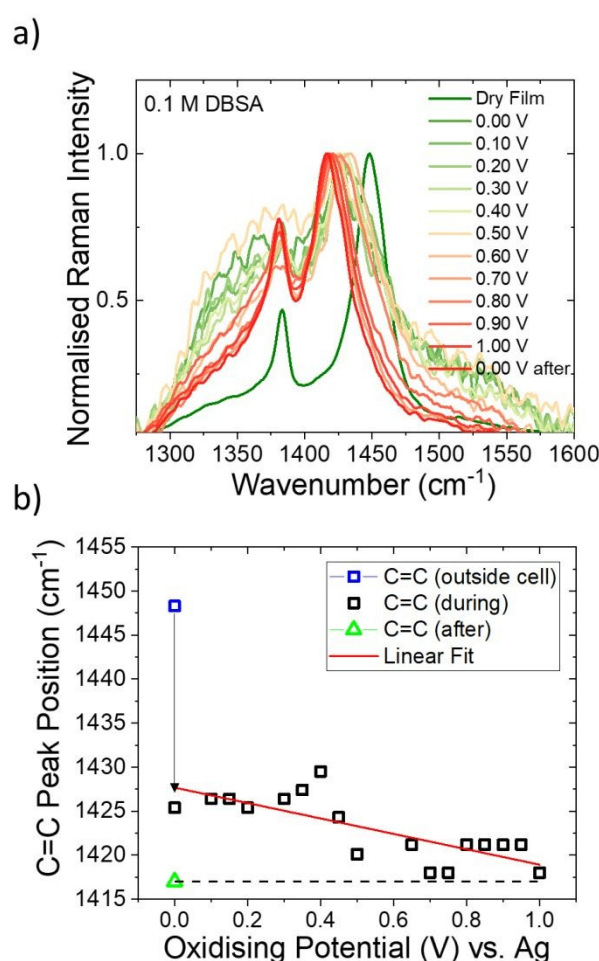 a)
0.1 M DBSA
Dry Film
0.00 V
0.10 V
0.20 V
0.30 V
0.40 V
0.50 V
0.60 V
0.70 V
0.80 V
0.90 V
1.00 V
0.00 V after
Normalised Raman Intensity
1.0
0.5
1300 1350 1400 1450 1500 1550 1600
Wavenumber (cm⁻¹)
b)
C=C Peak Position (cm⁻¹)
1455
1450
1445
1440
1435
1430
1425
1420
1415
C=C (outside cell)
C=C (during)
C=C (after)
Linear Fit
0.0 0.2 0.4 0.6 0.8 1.0
Oxidising Potential (V) vs. Ag